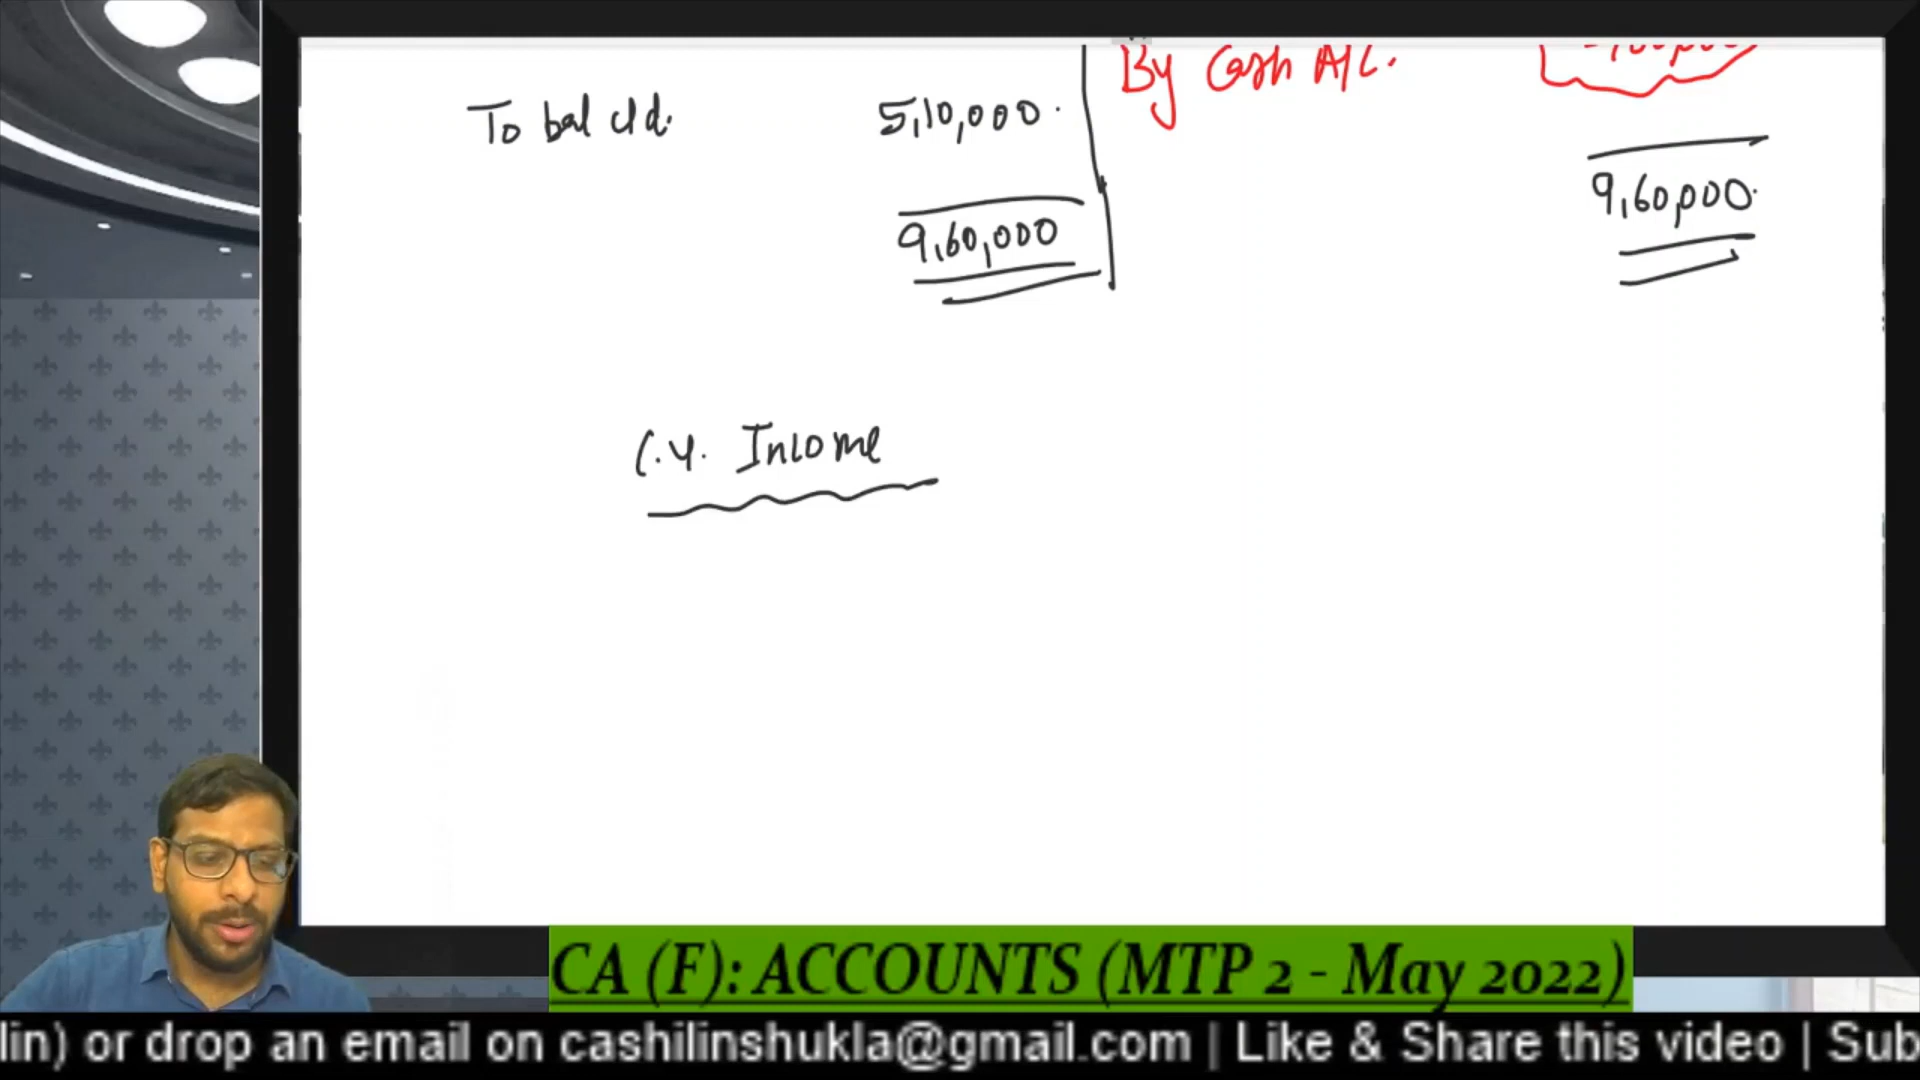 By Cash A/C.
To bal c/d. 5,10,000.
9,60,000.
9,60,000
C.Y. Income
CA (F): ACCOUNTS (MTP 2 - May 2022)
lin) or drop an email on cashilinshukla@gmail.com | Like & Share this video | Sub